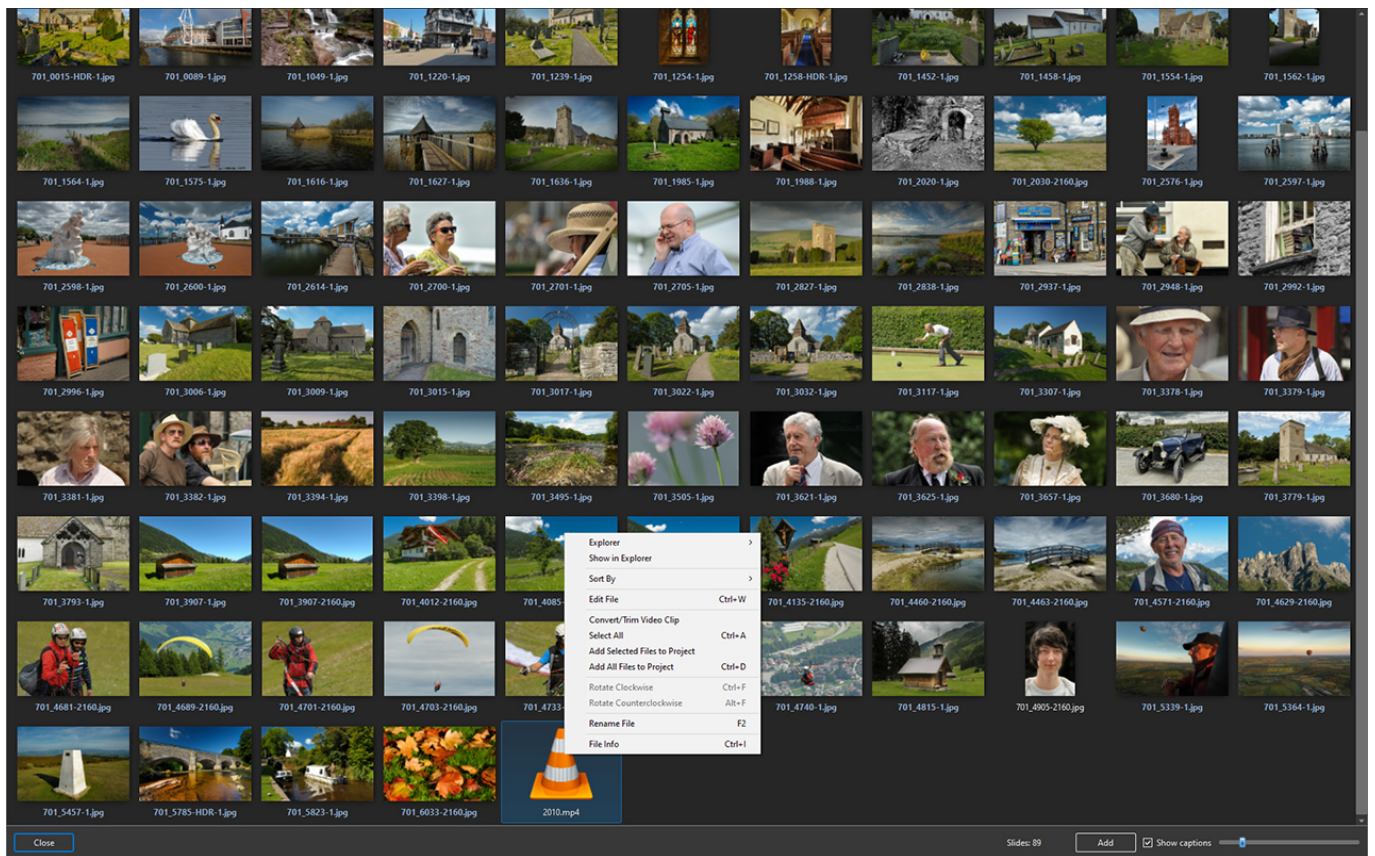 701_0015-HDR-1.jpg 701_0089-1.jpg 701_1049-1.jpg 701_1220-1.jpg 701_1239-1.jpg 701_1254-1.jpg 701_1258-HDR-1.jpg 701_1452-1.jpg 701_1458-1.jpg 701_1554-1.jpg 701_1562-1.jpg
701_1564-1.jpg 701_1575-1.jpg 701_1616-1.jpg 701_1627-1.jpg 701_1636-1.jpg 701_1985-1.jpg 701_1988-1.jpg 701_2020-1.jpg 701_2030-2160.jpg 701_2576-1.jpg 701_2597-1.jpg
701_2598-1.jpg 701_2600-1.jpg 701_2614-1.jpg 701_2700-1.jpg 701_2701-1.jpg 701_2705-1.jpg 701_2827-1.jpg 701_2838-1.jpg 701_2937-1.jpg 701_2948-1.jpg 701_2992-1.jpg
701_2996-1.jpg 701_3006-1.jpg 701_3009-1.jpg 701_3015-1.jpg 701_3017-1.jpg 701_3022-1.jpg 701_3032-1.jpg 701_3117-1.jpg 701_3307-1.jpg 701_3378-1.jpg 701_3379-1.jpg
701_3381-1.jpg 701_3382-1.jpg 701_3394-1.jpg 701_3398-1.jpg 701_3495-1.jpg 701_3505-1.jpg 701_3621-1.jpg 701_3625-1.jpg 701_3657-1.jpg 701_3680-1.jpg 701_3779-1.jpg
Explorer
Show in Explorer
Sort By
Edit File Ctrl+W
701_3793-1.jpg 701_3907-1.jpg 701_3907-2160.jpg 701_4012-2160.jpg 701_4085- 701_4135-2160.jpg 701_4460-2160.jpg 701_4463-2160.jpg 701_4571-2160.jpg 701_4629-2160.jpg
Convert/Trim Video Clip
Select All Ctrl+A
Add Selected Files to Project
Add All Files to Project Ctrl+D
Rotate Clockwise Ctrl+F
Rotate Counterclockwise Alt+F
701_4681-2160.jpg 701_4689-2160.jpg 701_4701-2160.jpg 701_4703-2160.jpg 701_4733- 701_4740-1.jpg 701_4815-1.jpg 701_4905-2160.jpg 701_5339-1.jpg 701_5364-1.jpg
Rename File F2
File Info Ctrl+I
701_5457-1.jpg 701_5785-HDR-1.jpg 701_5823-1.jpg 701_6033-2160.jpg 2010.mp4
Close Slides: 89 Add Show captions